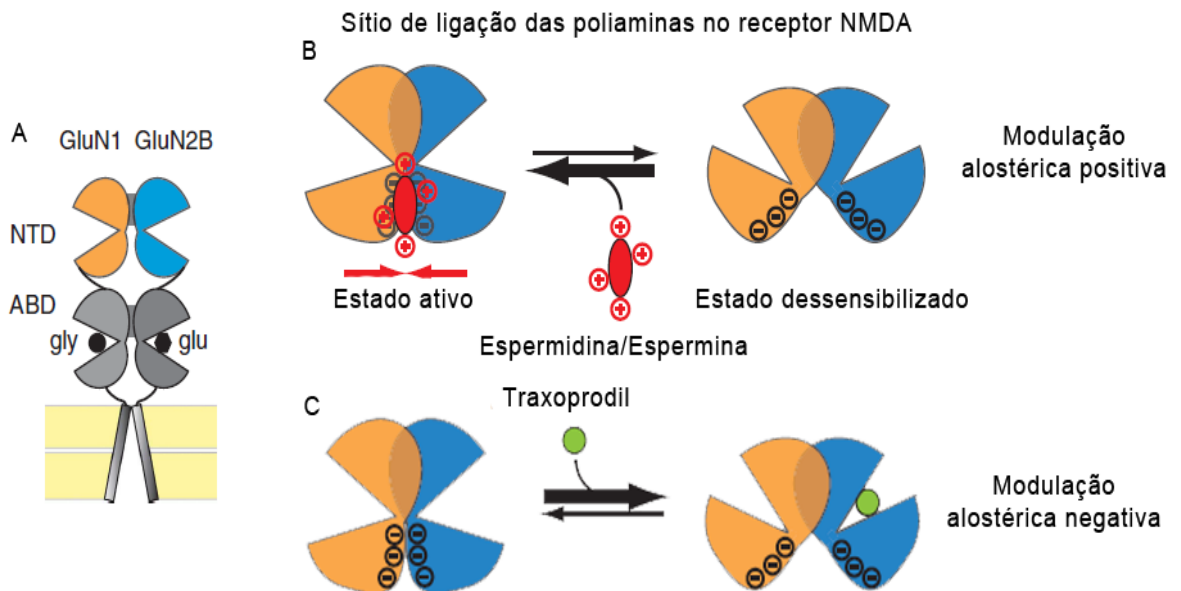 Sítio de ligação das poliaminas no receptor NMDA
A
GluN1 GluN2B
NTD
ABD
gly
glu
B
Modulação
alostérica positiva
Estado ativo
Estado dessensibilizado
Espermidina/Espermina
C
Traxoprodil
Modulação
alostérica negativa